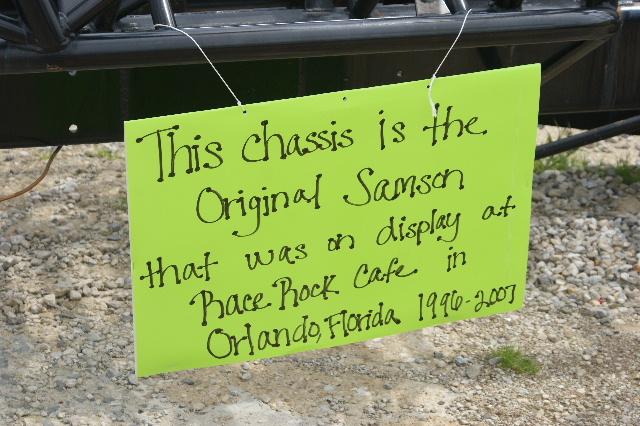 This chassis is the
Original Samson
that was on display at
Race Rock Cafe in
Orlando, Florida 1996-2007